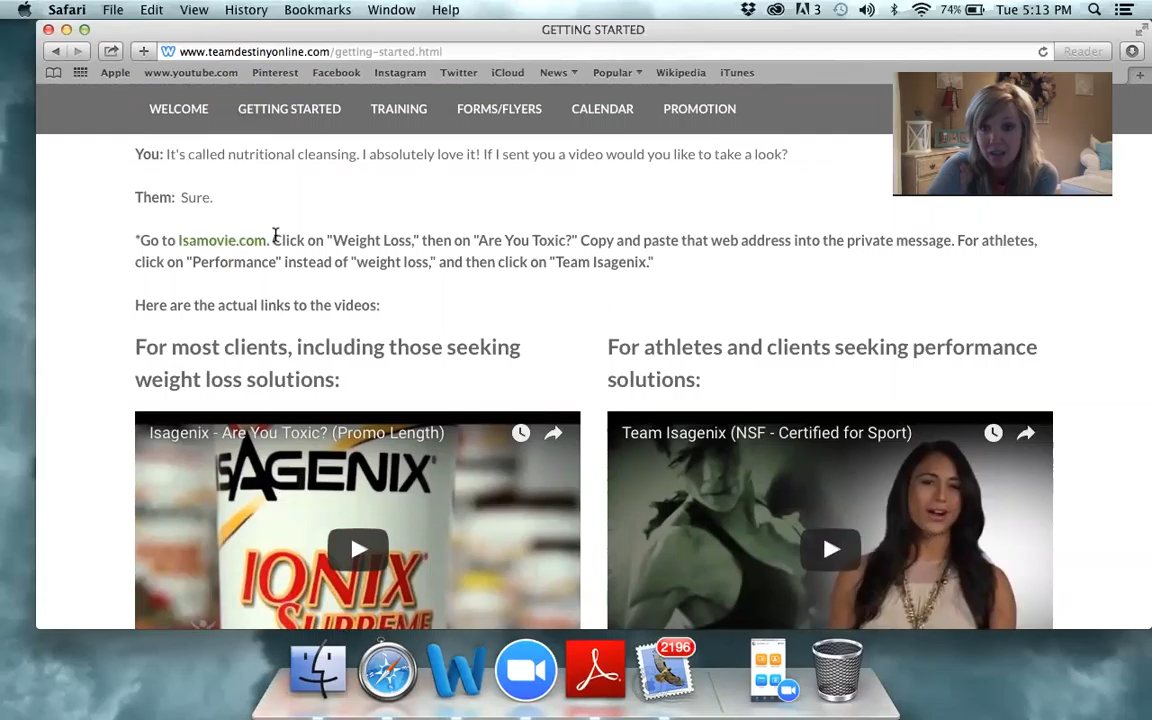 Safari File Edit View History Bookmarks Window Help 3 74% Tue 5:13 PM
GETTING STARTED
www.teamdestinyonline.com/getting-started.html Reader
Apple www.youtube.com Pinterest Facebook Instagram Twitter iCloud News Popular Wikipedia iTunes
WELCOME GETTING STARTED TRAINING FORMS/FLYERS CALENDAR PROMOTION
You: It's called nutritional cleansing. I absolutely love it! If I sent you a video would you like to take a look?
Them: Sure.
*Go to Isamovie.com. Click on "Weight Loss," then on "Are You Toxic?" Copy and paste that web address into the private message. For athletes,
click on "Performance" instead of "weight loss," and then click on "Team Isagenix."
Here are the actual links to the videos:
For most clients, including those seeking
weight loss solutions:
For athletes and clients seeking performance
solutions:
Isagenix - Are You Toxic? (Promo Length)
ISAGENIX
IONIX
SUPREME
Team Isagenix (NSF - Certified for Sport)
2196